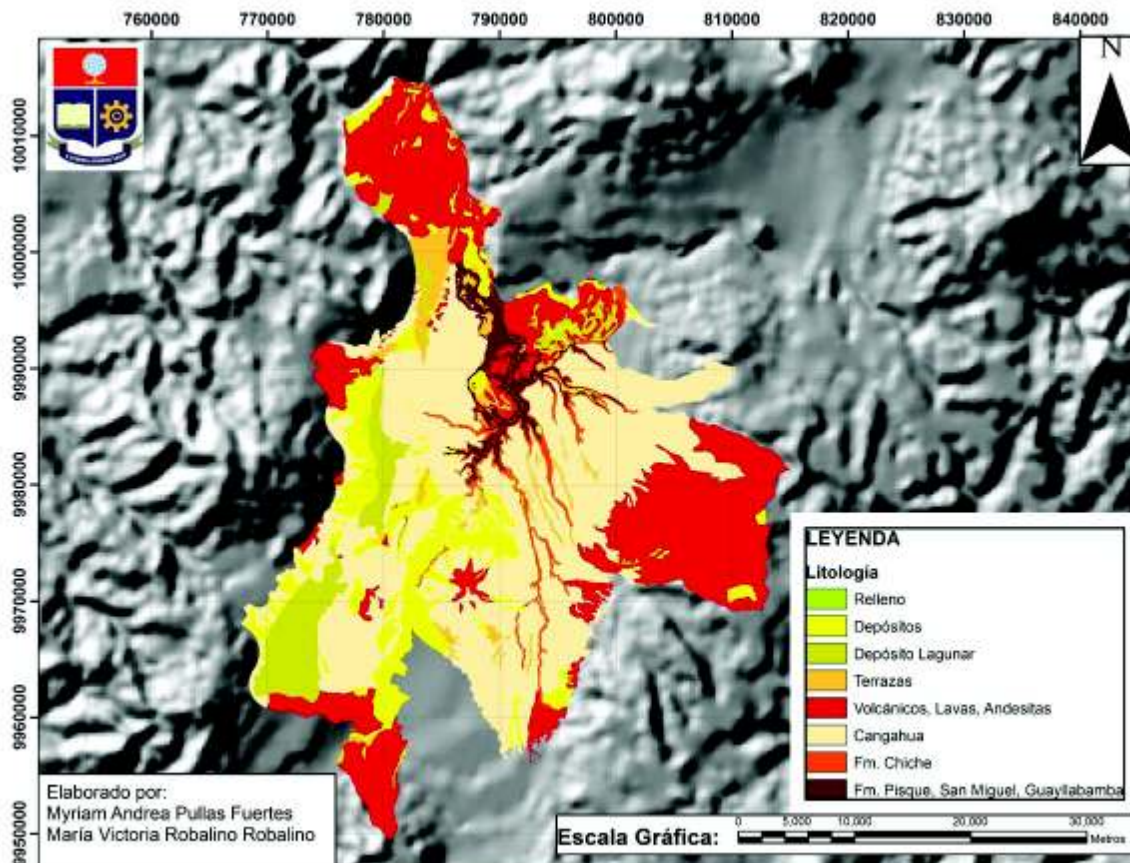 760000 770000 780000 790000 800000 810000 820000 830000 840000
N
10010000
10000000
9990000
9980000
9970000
9960000
9950000
LEYENDA
Litología
Relleno
Depósitos
Depósito Lagunar
Terrazas
Volcánicos, Lavas, Andesitas
Cangahua
Fm. Chiche
Fm. Pisque, San Miguel, Guayllabamba
Elaborado por:
Myriam Andrea Pullas Fuertes
María Victoria Robalino Robalino
Escala Gráfica:
0 5,000 10,000 20,000 30,000
Metros